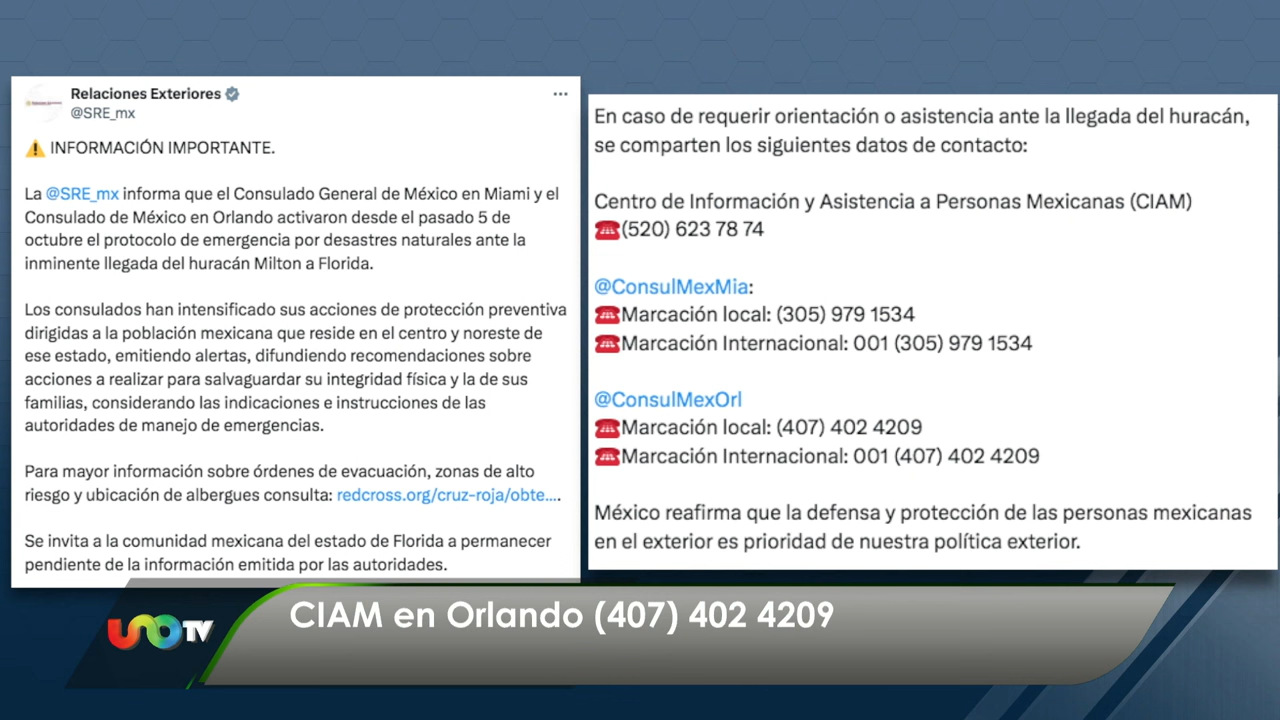 Relaciones Exteriores
@SRE_mx
⚠️ INFORMACIÓN IMPORTANTE.
La @SRE_mx informa que el Consulado General de México en Miami y el
Consulado de México en Orlando activaron desde el pasado 5 de
octubre el protocolo de emergencia por desastres naturales ante la
inminente llegada del huracán Milton a Florida.
Los consulados han intensificado sus acciones de protección preventiva
dirigidas a la población mexicana que reside en el centro y noreste de
ese estado, emitiendo alertas, difundiendo recomendaciones sobre
acciones a realizar para salvaguardar su integridad física y la de sus
familias, considerando las indicaciones e instrucciones de las
autoridades de manejo de emergencias.
Para mayor información sobre órdenes de evacuación, zonas de alto
riesgo y ubicación de albergues consulta: redcross.org/cruz-roja/obte....
Se invita a la comunidad mexicana del estado de Florida a permanecer
pendiente de la información emitida por las autoridades.
En caso de requerir orientación o asistencia ante la llegada del huracán,
se comparten los siguientes datos de contacto:
Centro de Información y Asistencia a Personas Mexicanas (CIAM)
☎️(520) 623 78 74
@ConsulMexMia:
☎️Marcación local: (305) 979 1534
☎️Marcación Internacional: 001 (305) 979 1534
@ConsulMexOrl
☎️Marcación local: (407) 402 4209
☎️Marcación Internacional: 001 (407) 402 4209
México reafirma que la defensa y protección de las personas mexicanas
en el exterior es prioridad de nuestra política exterior.
CIAM en Orlando (407) 402 4209
UNO TV